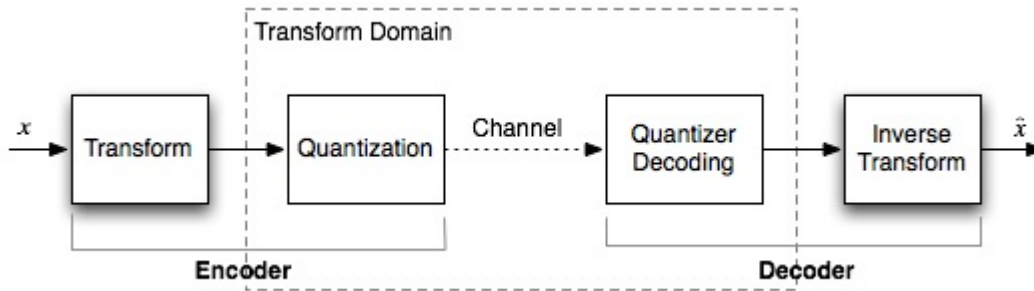 Transform Domain
x
Transform
Quantization
Channel
Quantizer
Decoding
Inverse
Transform
x̂
Encoder
Decoder